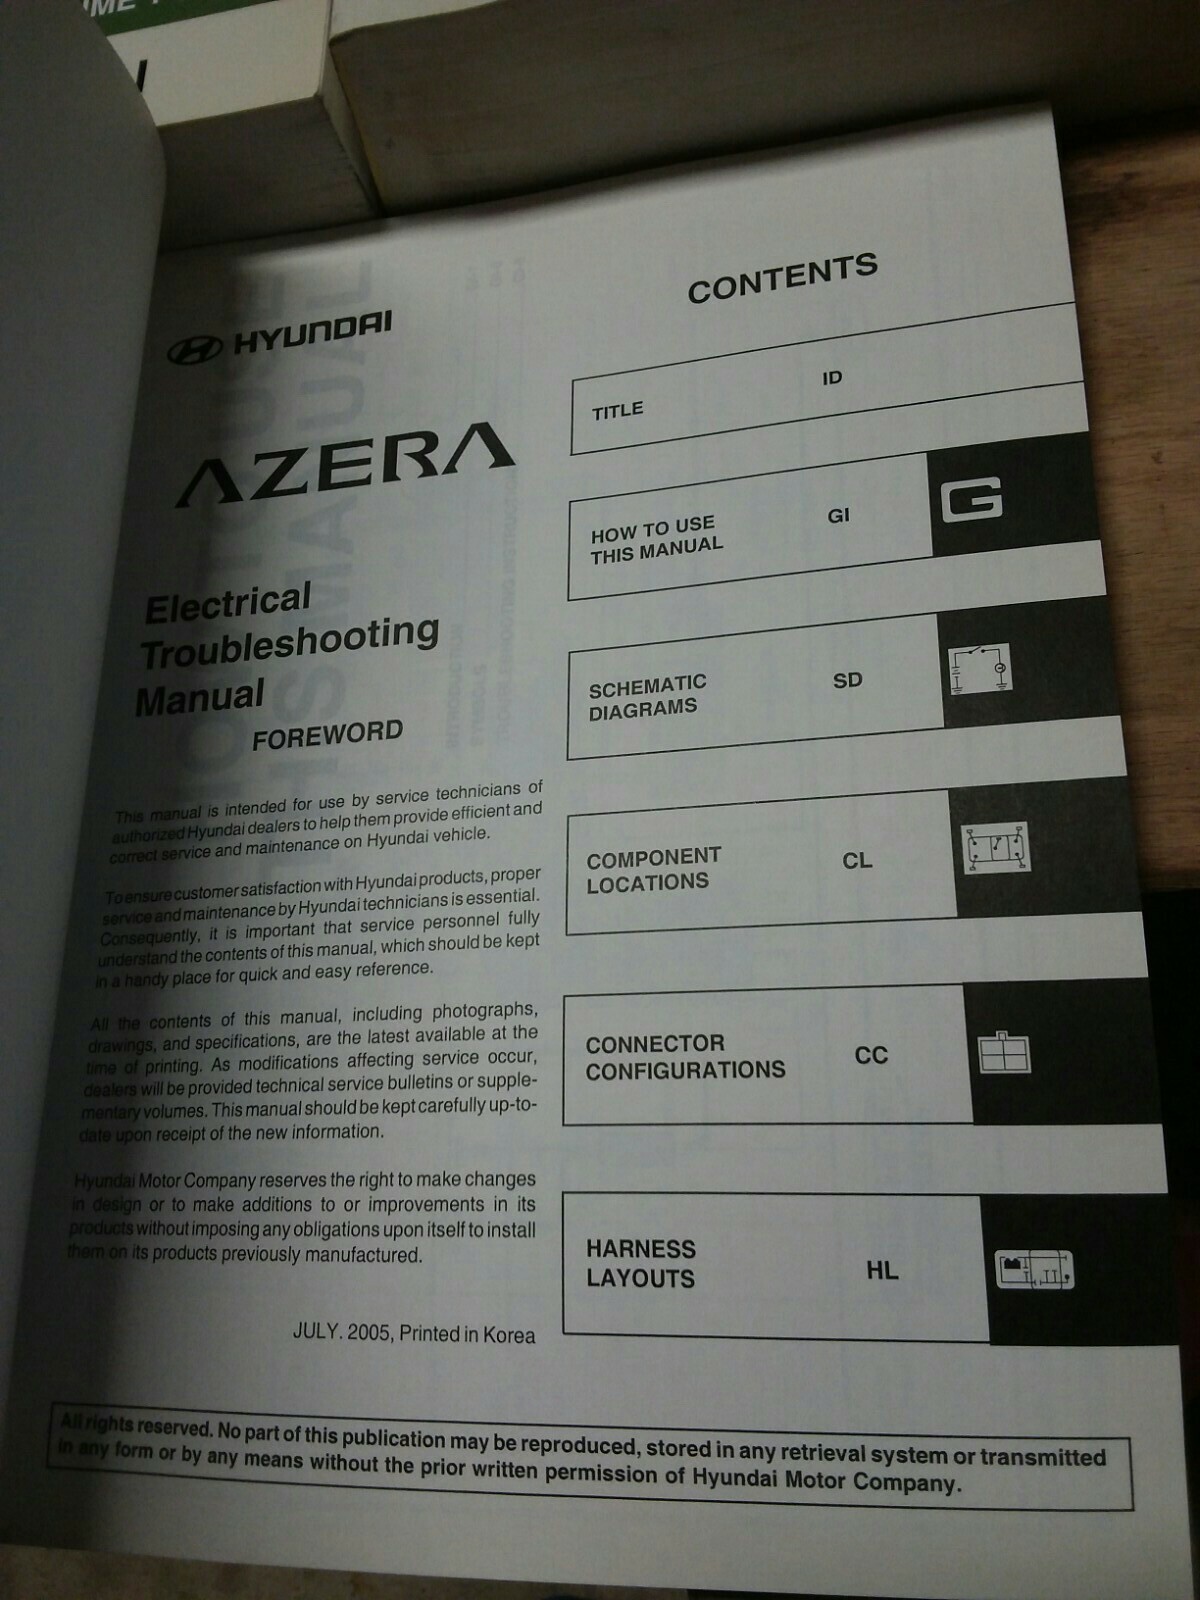 HYUNDAI
AZERA
Electrical
Troubleshooting
Manual
FOREWORD
This manual is intended for use by service technicians of
authorized Hyundai dealers to help them provide efficient and
correct service and maintenance on Hyundai vehicle.
To ensure customer satisfaction with Hyundai products, proper
service and maintenance by Hyundai technicians is essential.
Consequently, it is important that service personnel fully
understand the contents of this manual, which should be kept
in a handy place for quick and easy reference.
All the contents of this manual, including photographs,
drawings, and specifications, are the latest available at the
time of printing. As modifications affecting service occur,
dealers will be provided technical service bulletins or supple-
mentary volumes. This manual should be kept carefully up-to-
date upon receipt of the new information.
Hyundai Motor Company reserves the right to make changes
in design or to make additions to or improvements in its
products without imposing any obligations upon itself to install
them on its products previously manufactured.
JULY. 2005, Printed in Korea
CONTENTS
TITLE ID
HOW TO USE
THIS MANUAL GI G
SCHEMATIC
DIAGRAMS SD
COMPONENT
LOCATIONS CL
CONNECTOR
CONFIGURATIONS CC
HARNESS
LAYOUTS HL
All rights reserved. No part of this publication may be reproduced, stored in any retrieval system or transmitted
in any form or by any means without the prior written permission of Hyundai Motor Company.